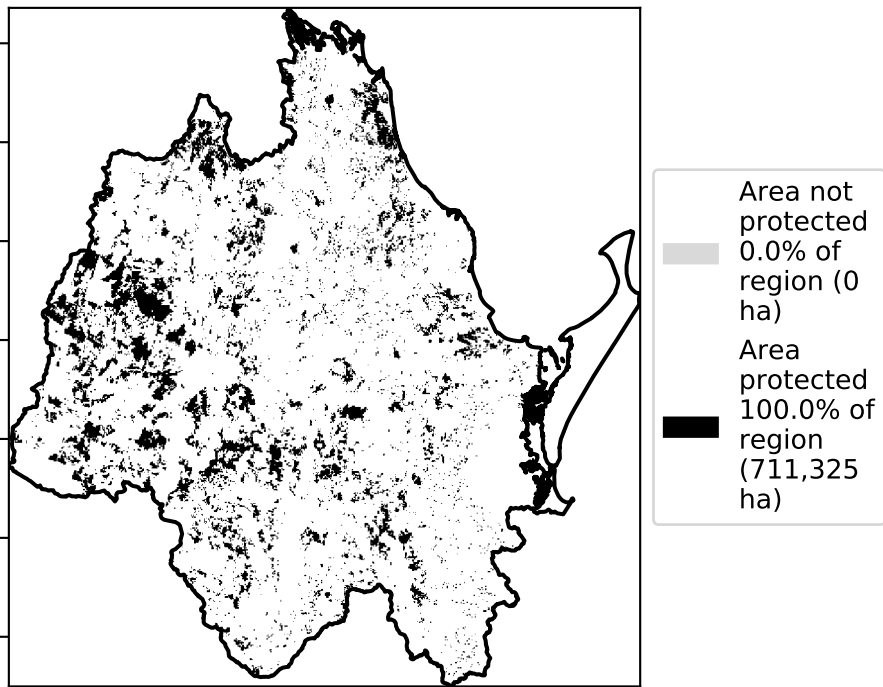 Area not
protected
0.0% of
region (0
ha)
Area
protected
100.0% of
region
(711,325
ha)